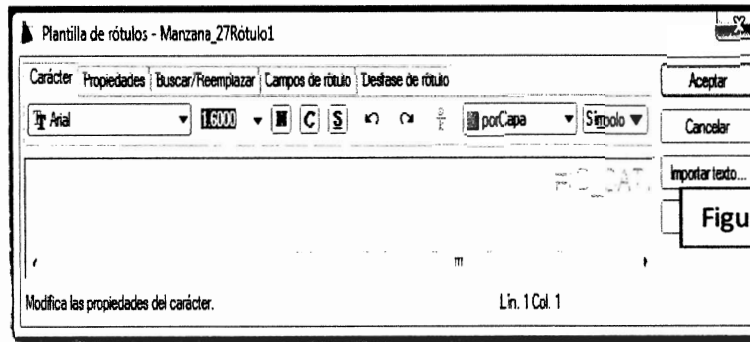 Plantilla de rótulos - Manzana_27Rótulo1
Carácter Propiedades Buscar/Reemplazar Campos de rótulo Desfase de rótulo
Aceptar
Arial 1.6000 N C S porCapa Símbolo
Cancelar
Importar texto...
Figu
Modifica las propiedades del carácter. Lín. 1 Col. 1